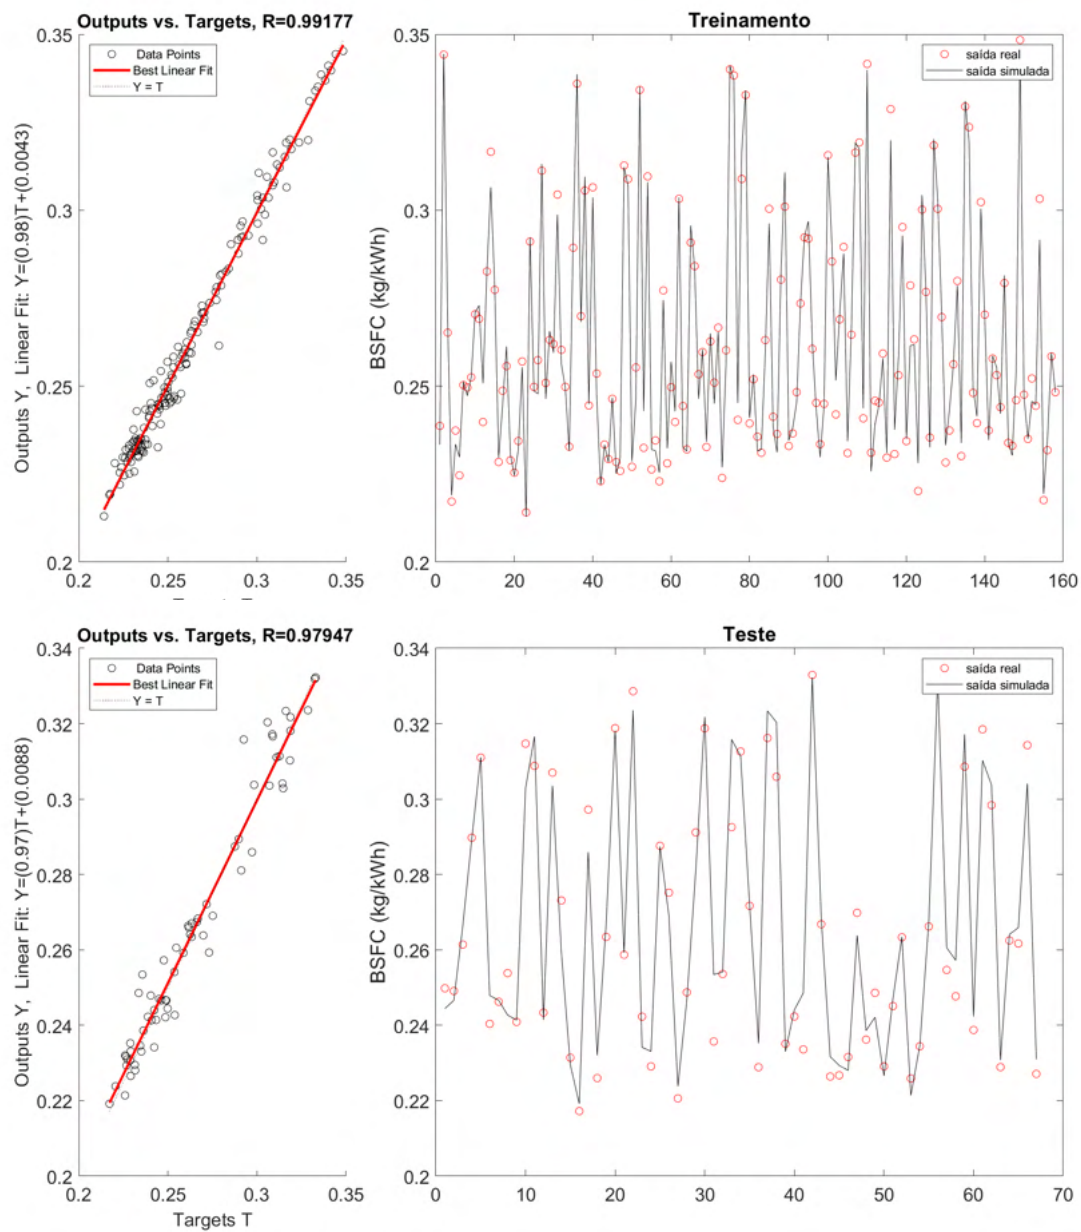 Outputs vs. Targets, R=0.99177
0.35
0.3
0.25
0.2
0.2
0.25
0.3
0.35
Outputs Y, Linear Fit: Y=(0.98)T+(0.0043)
Data Points
Best Linear Fit
Y = T
Treinamento
0.35
0.3
0.25
0.2
0
20
40
60
80
100
120
140
160
BSFC (kg/kWh)
saída real
saída simulada
Outputs vs. Targets, R=0.97947
0.34
0.32
0.3
0.28
0.26
0.24
0.22
0.2
0.2
0.25
0.3
0.35
Outputs Y, Linear Fit: Y=(0.97)T+(0.0088)
Targets T
Data Points
Best Linear Fit
Y = T
Teste
0.34
0.32
0.3
0.28
0.26
0.24
0.22
0.2
0
10
20
30
40
50
60
70
BSFC (kg/kWh)
saída real
saída simulada